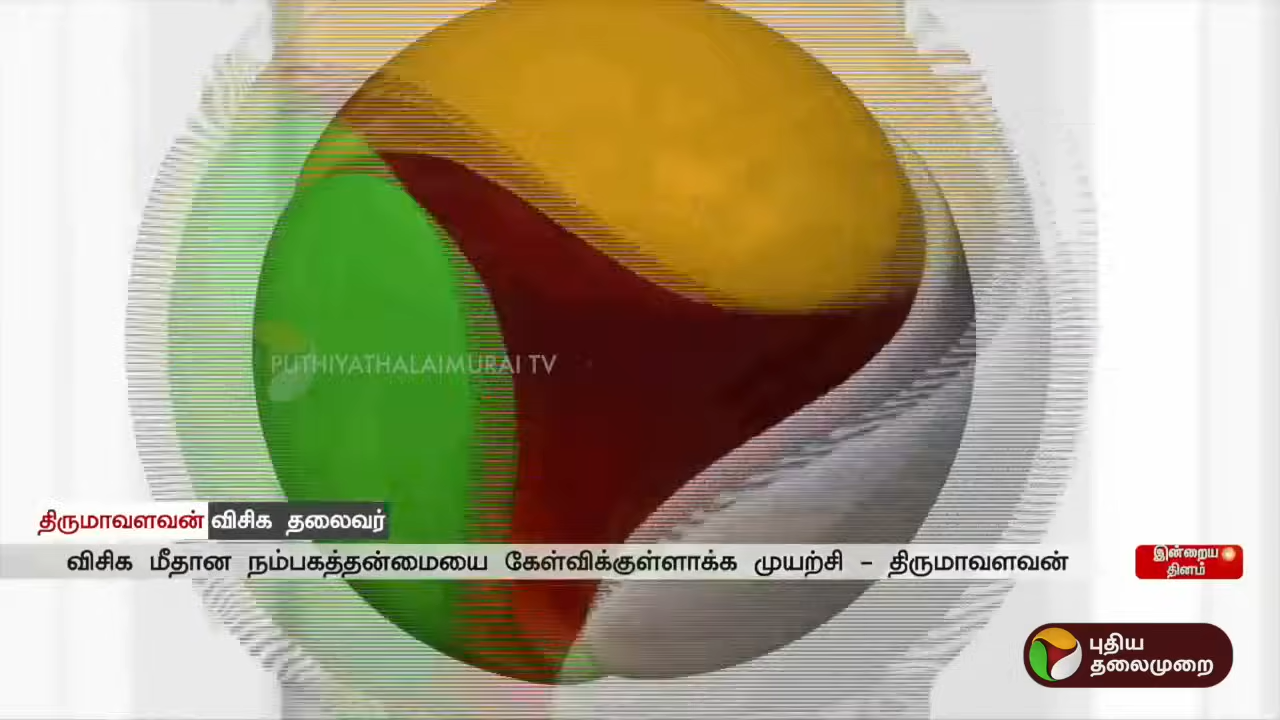 PUTHIYATHALAIMURAI TV
திருமாவளவன் விசிக தலைவர்
விசிக மீதான நம்பகத்தன்மையை கேள்விக்குள்ளாக்க முயற்சி - திருமாவளவன்
இன்றைய
தினம்
புதிய
தலைமுறை